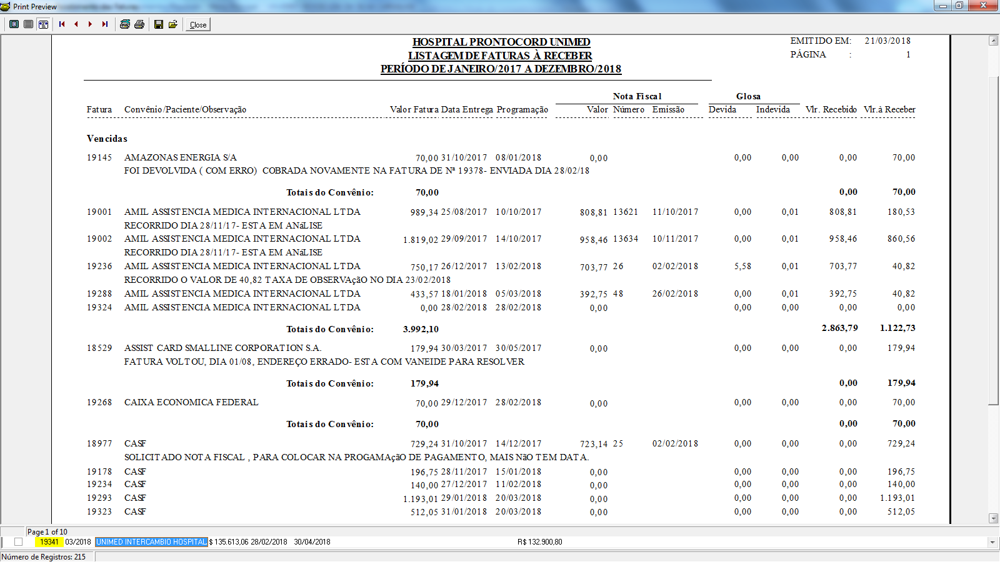 Print Preview
Close
HOSPITAL PRONTOCORD UNIMED
EMITIDO EM: 21/03/2018
LISTAGEM DE FATURAS À RECEBER
PÁGINA : 1
PERÍODO DE JANEIRO/2017 A DEZEMBRO/2018
Nota Fiscal Glosa
Fatura Convênio/Paciente/Observação Valor Fatura Data Entrega Programação Valor Número Emissão Devida Indevida Vlr. Recebido Vlr.à Receber
Vencidas
19145 AMAZONAS ENERGIA S/A 70,00 31/10/2017 08/01/2018 0,00 0,00 0,00 0,00 70,00
FOI DEVOLVIDA ( COM ERRO) COBRADA NOVAMENTE NA FATURA DE Nª 19378- ENVIADA DIA 28/02/18
Totais do Convênio: 70,00 0,00 70,00
19001 AMIL ASSISTENCIA MEDICA INTERNACIONAL LTDA 989,34 25/08/2017 10/10/2017 808,81 13621 11/10/2017 0,00 0,01 808,81 180,53
RECORRIDO DIA 28/11/17- ESTA EM ANáLISE
19002 AMIL ASSISTENCIA MEDICA INTERNACIONAL LTDA 1.819,02 29/09/2017 14/10/2017 958,46 13634 10/11/2017 0,00 0,01 958,46 860,56
RECORRIDO DIA 28/11/17- ESTA EM ANáLISE
19236 AMIL ASSISTENCIA MEDICA INTERNACIONAL LTDA 750,17 26/12/2017 13/02/2018 703,77 26 02/02/2018 5,58 0,01 703,77 40,82
RECORRIDO O VALOR DE 40,82 TAXA DE OBSERVAçãO NO DIA 23/02/2018
19288 AMIL ASSISTENCIA MEDICA INTERNACIONAL LTDA 433,57 18/01/2018 05/03/2018 392,75 48 26/02/2018 0,00 0,01 392,75 40,82
19324 AMIL ASSISTENCIA MEDICA INTERNACIONAL LTDA 0,00 28/02/2018 28/02/2018 0,00 0,00 0,00 0,00 0,00
Totais do Convênio: 3.992,10 2.863,79 1.122,73
18529 ASSIST CARD SMALLINE CORPORATION S.A. 179,94 30/03/2017 30/05/2017 0,00 0,00 0,00 0,00 179,94
FATURA VOLTOU, DIA 01/08, ENDEREÇO ERRADO- ESTA COM VANEIDE PARA RESOLVER
Totais do Convênio: 179,94 0,00 179,94
19268 CAIXA ECONOMICA FEDERAL 70,00 29/12/2017 28/02/2018 0,00 0,00 0,00 0,00 70,00
Totais do Convênio: 70,00 0,00 70,00
18977 CASF 729,24 31/10/2017 14/12/2017 723,14 25 02/02/2018 0,00 0,00 0,00 729,24
SOLICITADO NOTA FISCAL , PARA COLOCAR NA PROGAMAçãO DE PAGAMENTO, MAIS NãO TEM DATA.
19178 CASF 196,75 28/11/2017 15/01/2018 0,00 0,00 0,00 0,00 196,75
19234 CASF 140,00 27/12/2017 11/02/2018 0,00 0,00 0,00 0,00 140,00
19293 CASF 1.193,01 29/01/2018 20/03/2018 0,00 0,00 0,00 0,00 1.193,01
19323 CASF 512,05 31/01/2018 20/03/2018 0,00 0,00 0,00 0,00 512,05
Page 1 of 10
19341 03/2018 UNIMED INTERCAMBIO HOSPITAL $ 135.613,06 28/02/2018 30/04/2018 R$ 132.900,80
Número de Registros: 215